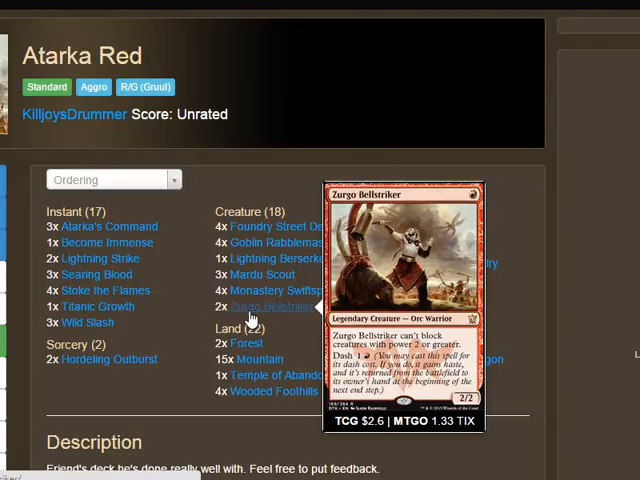 Atarka Red
Standard
Aggro
R/G (Gruul)
KilljoysDrummer Score: Unrated
Ordering
Instant (17)
3x Atarka's Command
1x Become Immense
2x Lightning Strike
3x Searing Blood
4x Stoke the Flames
1x Titanic Growth
3x Wild Slash
Sorcery (2)
2x Hordeling Outburst
Creature (18)
4x Foundry Street De
4x Goblin Rabblemas
1x Lightning Berserke
3x Mardu Scout
4x Monastery Swiftsp
2x Zurgo Bellstriker
Land (22)
2x Forest
15x Mountain
1x Temple of Abando
4x Wooded Foothills
Zurgo Bellstriker
Legendary Creature — Orc Warrior
Zurgo Bellstriker can't block
creatures with power 2 or greater.
Dash 1 (You may cast this spell for
its dash cost. If you do, it gains haste,
and it's returned from the battlefield to
its owner's hand at the beginning of the
next end step.)
2/2
TCG $2.6 | MTGO 1.33 TIX
Description
Friend's deck he's done really well with. Feel free to put feedback.
riker/